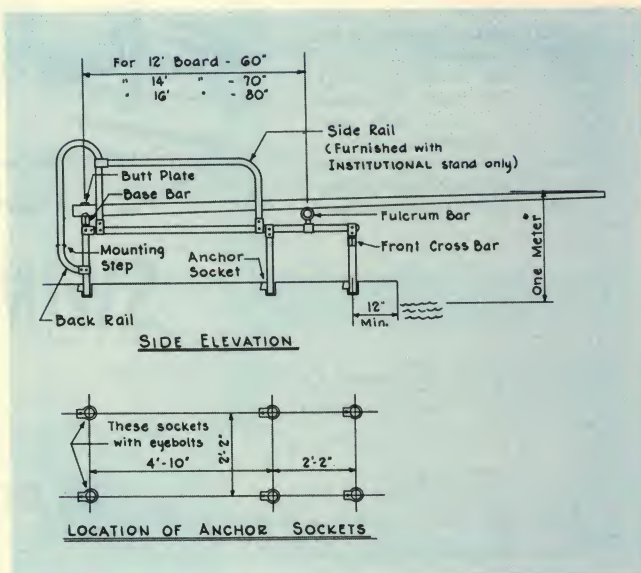 For 12' Board - 60"
" 14' " - 70"
" 16' " - 80"
Side Rail
(Furnished with
INSTITUTIONAL stand only)
Butt Plate
Base Bar
Fulcrum Bar
Mounting
Step
Anchor
Socket
Front Cross Bar
One Meter
12"
Min.
Back Rail
SIDE ELEVATION
These sockets
with eyebolts
4'-10"
2'-2"
2'-2"
LOCATION OF ANCHOR SOCKETS